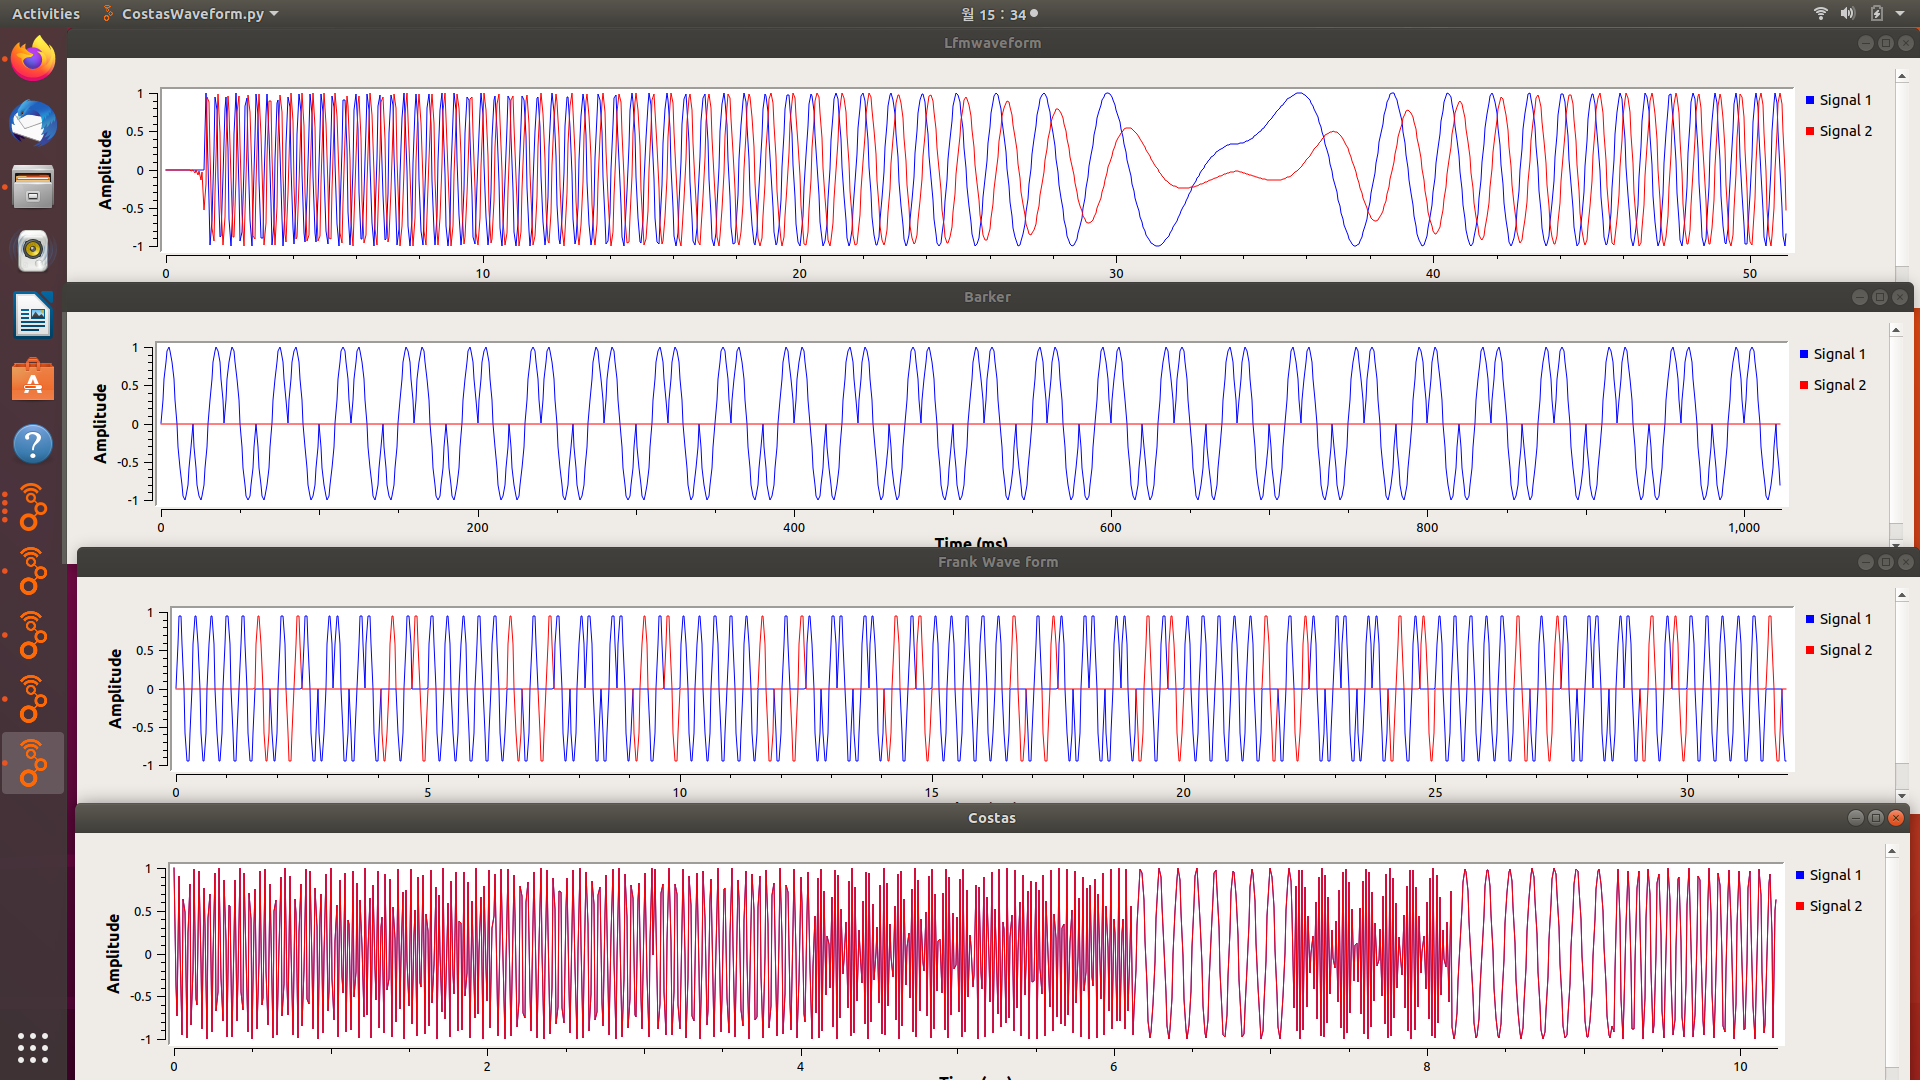 Activities CostasWaveform.py 월 15 : 34
Lfmwaveform
1
0.5
0
-0.5
-1
Amplitude
0 10 20 30 40 50
Signal 1
Signal 2
Barker
1
0.5
0
-0.5
-1
Amplitude
0 200 400 600 800 1,000
Time (ms)
Signal 1
Signal 2
Frank Wave form
1
0.5
0
-0.5
-1
Amplitude
0 5 10 15 20 25 30
Signal 1
Signal 2
Costas
1
0.5
0
-0.5
-1
Amplitude
0 2 4 6 8 10
Signal 1
Signal 2